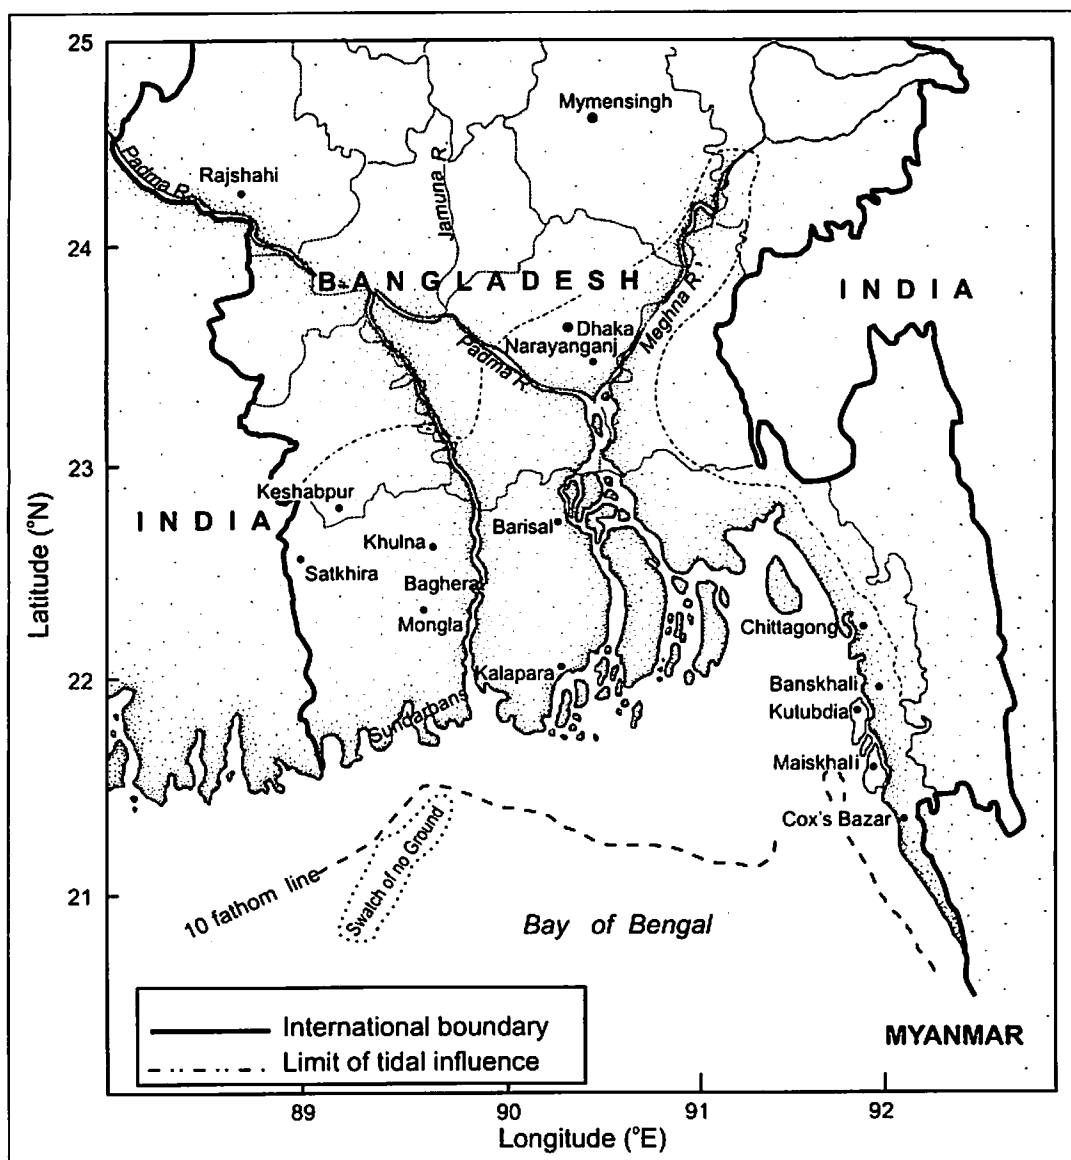 25
24
23
22
21
Latitude (°N)
Mymensingh
Padma R.
Rajshahi
Jamuna R.
BANGLADESH
INDIA
Dhaka
Narayanganj
Meghna R.
Padma R.
Keshabpur
INDIA
Khulna
Satkhira
Barisal
Baghera
Mongla
Chittagong
Kalapara
Banskhali
Sundarbans
Kutubdia
Maiskhali
Cox's Bazar
10 fathom line
Swatch of no Ground
Bay of Bengal
International boundary
Limit of tidal influence
MYANMAR
89
90
91
92
Longitude (°E)